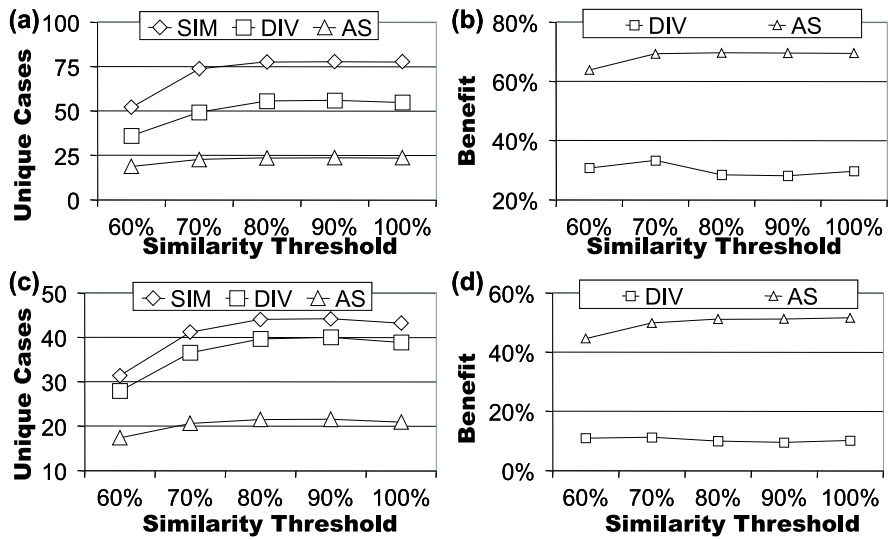 (a)
SIM DIV AS
Unique Cases
100
75
50
25
0
60% 70% 80% 90% 100%
Similarity Threshold
(b)
DIV AS
Benefit
80%
60%
40%
20%
60% 70% 80% 90% 100%
Similarity Threshold
(c)
SIM DIV AS
Unique Cases
50
40
30
20
10
60% 70% 80% 90% 100%
Similarity Threshold
(d)
DIV AS
Benefit
60%
40%
20%
0%
60% 70% 80% 90% 100%
Similarity Threshold